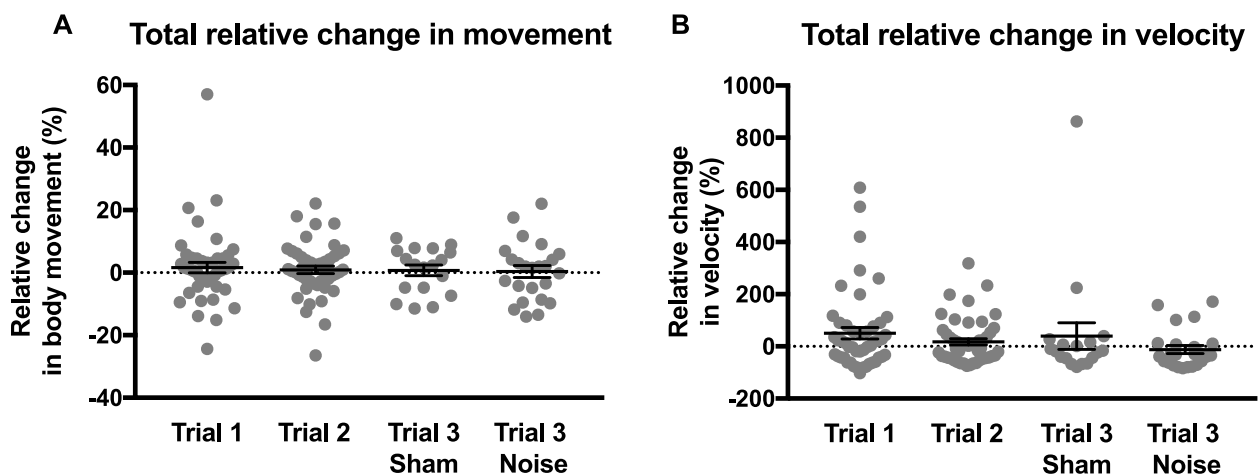 A
Total relative change in movement
Relative change
in body movement (%)
60
40
20
0
-20
-40
Trial 1
Trial 2
Trial 3
Sham
Trial 3
Noise
B
Total relative change in velocity
Relative change
in velocity (%)
1000
800
600
400
200
0
-200
Trial 1
Trial 2
Trial 3
Sham
Trial 3
Noise